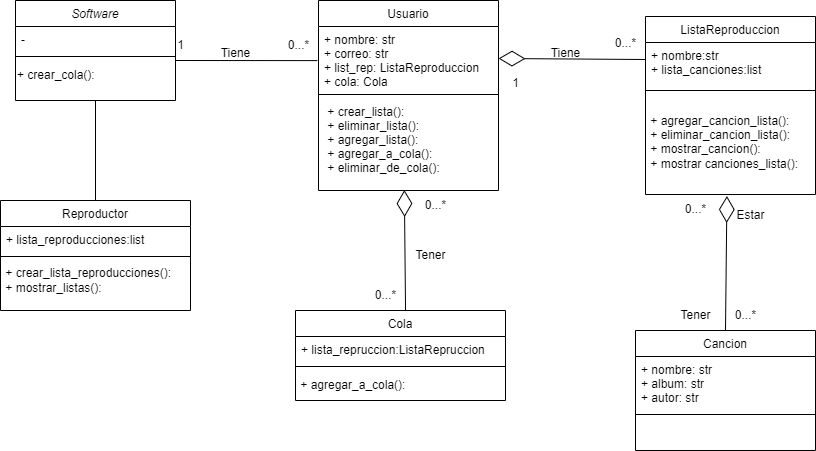 Software
-
+ crear_cola():
1
Tiene
0...*
Usuario
+ nombre: str
+ correo: str
+ list_rep: ListaReproduccion
+ cola: Cola
+ crear_lista():
+ eliminar_lista():
+ agregar_lista():
+ agregar_a_cola():
+ eliminar_de_cola():
1
Tiene
0...*
ListaReproduccion
+ nombre:str
+ lista_canciones:list
+ agregar_cancion_lista():
+ eliminar_cancion_lista():
+ mostrar_cancion():
+ mostrar canciones_lista():
Reproductor
+ lista_reproducciones:list
+ crear_lista_reproducciones():
+ mostrar_listas():
0...*
Tener
0...*
Cola
+ lista_repruccion:ListaRepruccion
+ agregar_a_cola():
0...*
Estar
Tener
0...*
Cancion
+ nombre: str
+ album: str
+ autor: str